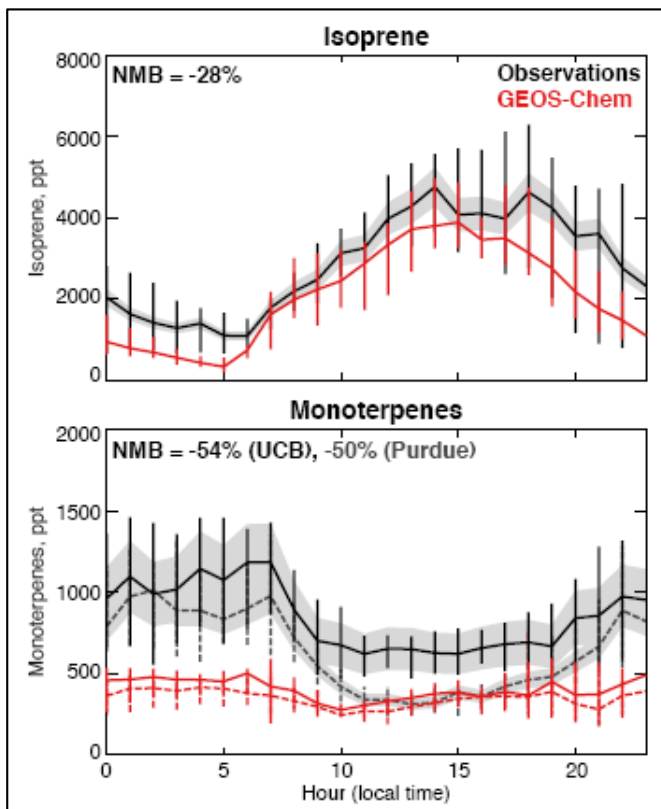 Isoprene
8000
NMB = -28%
Observations
GEOS-Chem
6000
Isoprene, ppt
4000
2000
0
Monoterpenes
2000
NMB = -54% (UCB), -50% (Purdue)
1500
Monoterpenes, ppt
1000
500
0
0 5 10 15 20
Hour (local time)